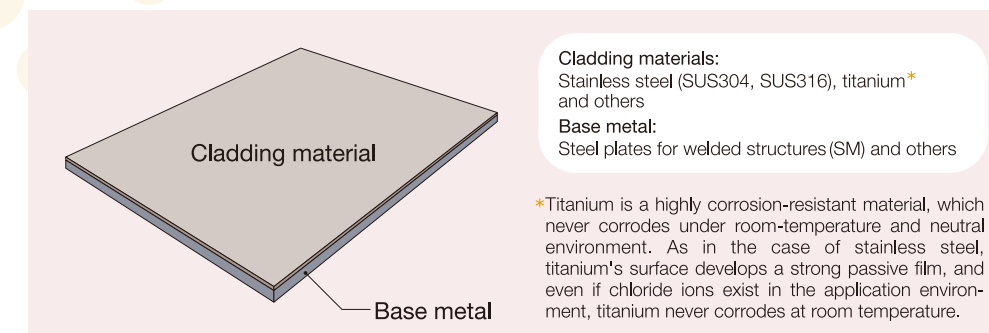 Cladding material
Base metal
Cladding materials:
Stainless steel (SUS304, SUS316), titanium*
and others
Base metal:
Steel plates for welded structures (SM) and others
*Titanium is a highly corrosion-resistant material, which
never corrodes under room-temperature and neutral
environment. As in the case of stainless steel,
titanium's surface develops a strong passive film, and
even if chloride ions exist in the application environ-
ment, titanium never corrodes at room temperature.